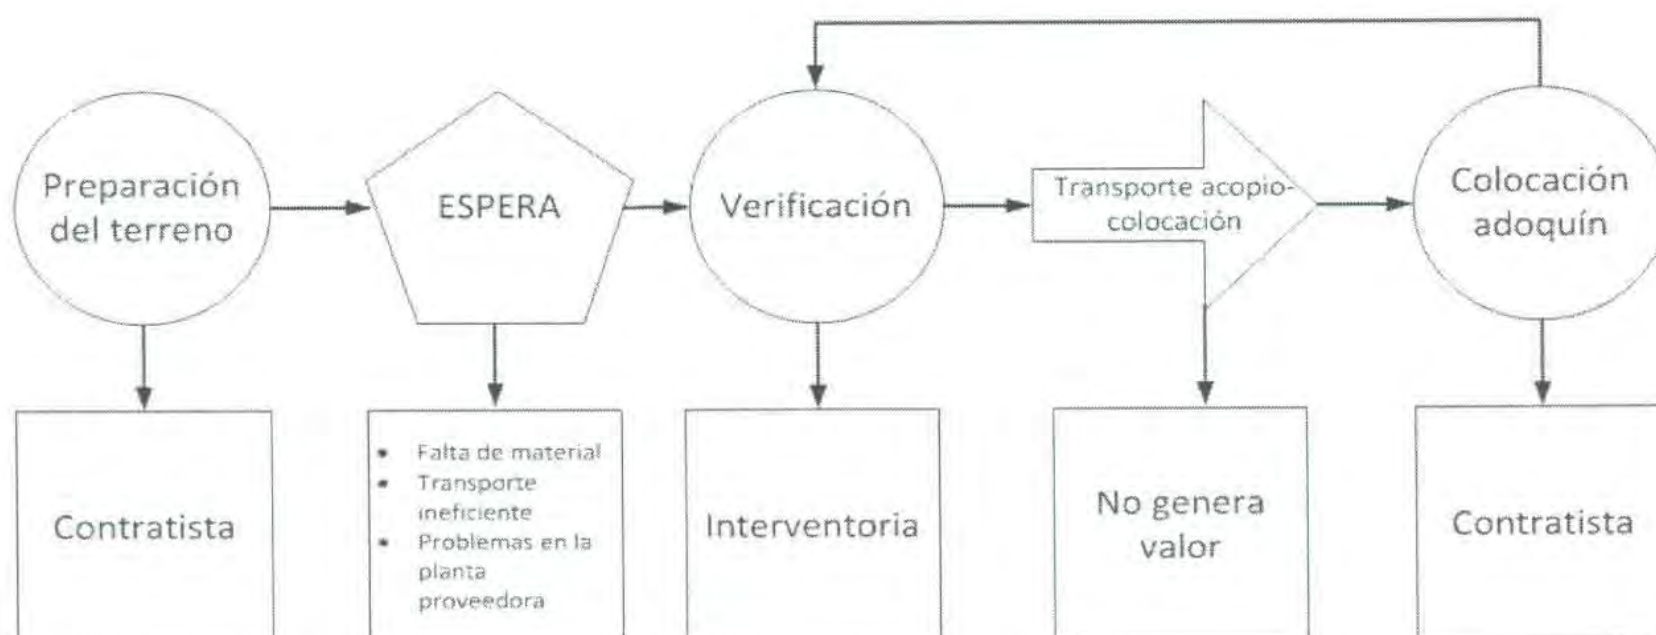 Preparación
del terreno
ESPERA
Verificación
Transporte acopio-
colocación
Colocación
adoquín
Contratista
• Falta de material
• Transporte
ineficiente
• Problemas en la
planta
proveedora
Interventoria
No genera
valor
Contratista